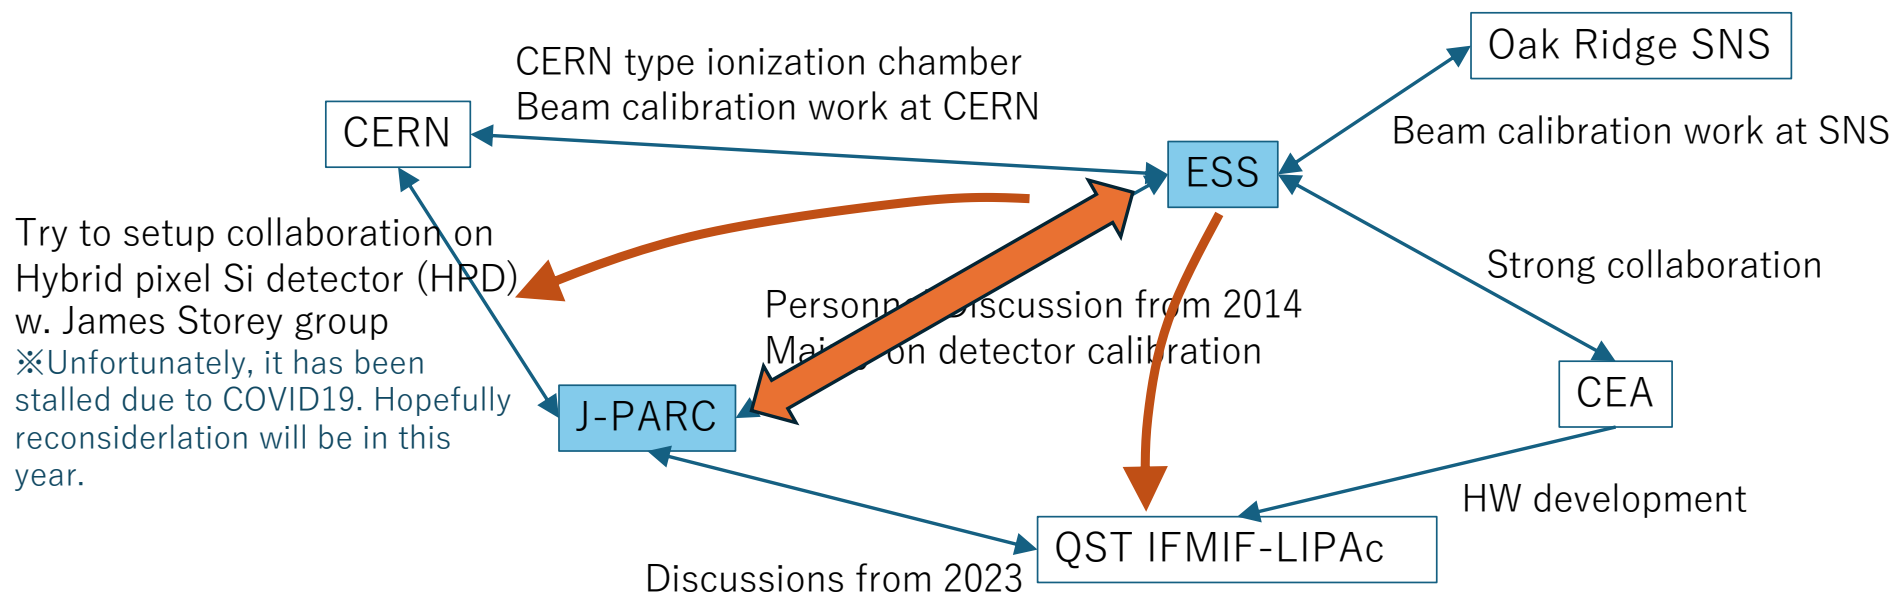 Oak Ridge SNS
CERN type ionization chamber
Beam calibration work at CERN
CERN
Beam calibration work at SNS
ESS
Try to setup collaboration on
Hybrid pixel Si detector (HPD)
w. James Storey group
※Unfortunately, it has been
stalled due to COVID19. Hopefully
reconsiderlation will be in this
year.
Strong collaboration
Discussion from 2014
on detector calibration
CEA
J-PARC
HW development
QST IFMIF-LIPAc
Discussions from 2023